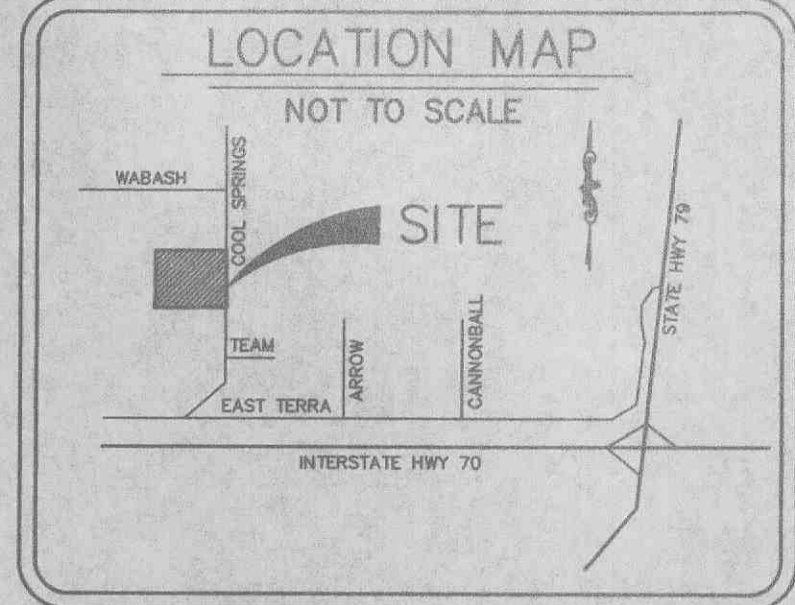 LOCATION MAP
NOT TO SCALE
WABASH
COOL SPRINGS
SITE
STATE HWY 79
TEAM
ARROW
CANNONBALL
EAST TERRA
INTERSTATE HWY 70